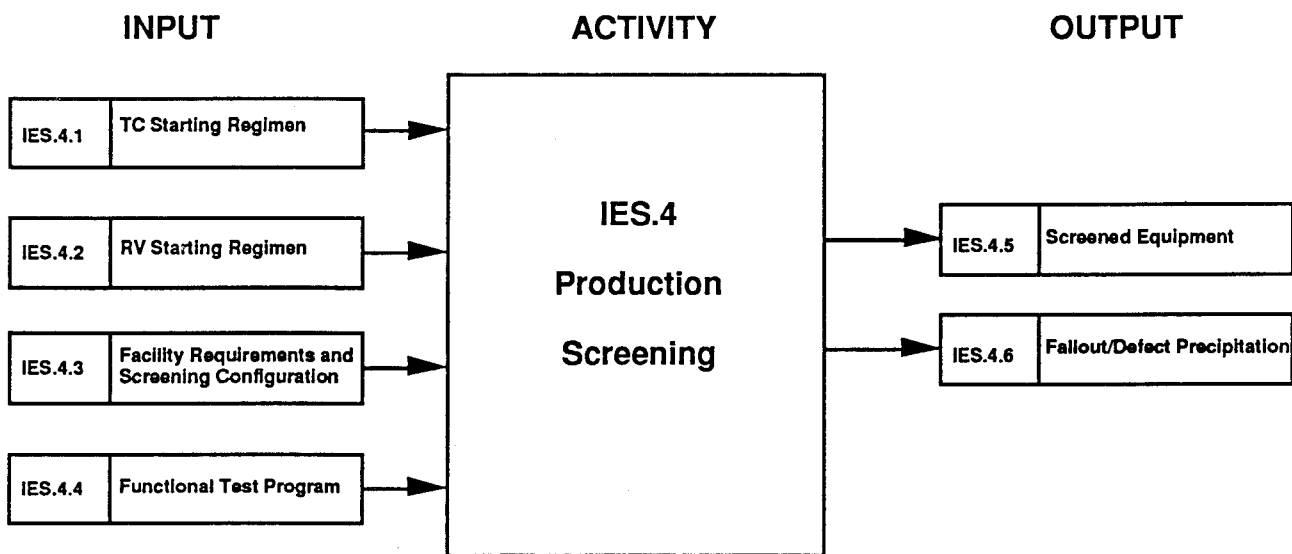 INPUT
ACTIVITY
OUTPUT
IES.4.1
TC Starting Regimen
IES.4.2
RV Starting Regimen
IES.4.3
Facility Requirements and
Screening Configuration
IES.4.4
Functional Test Program
IES.4
Production
Screening
IES.4.5
Screened Equipment
IES.4.6
Fallout/Defect Precipitation